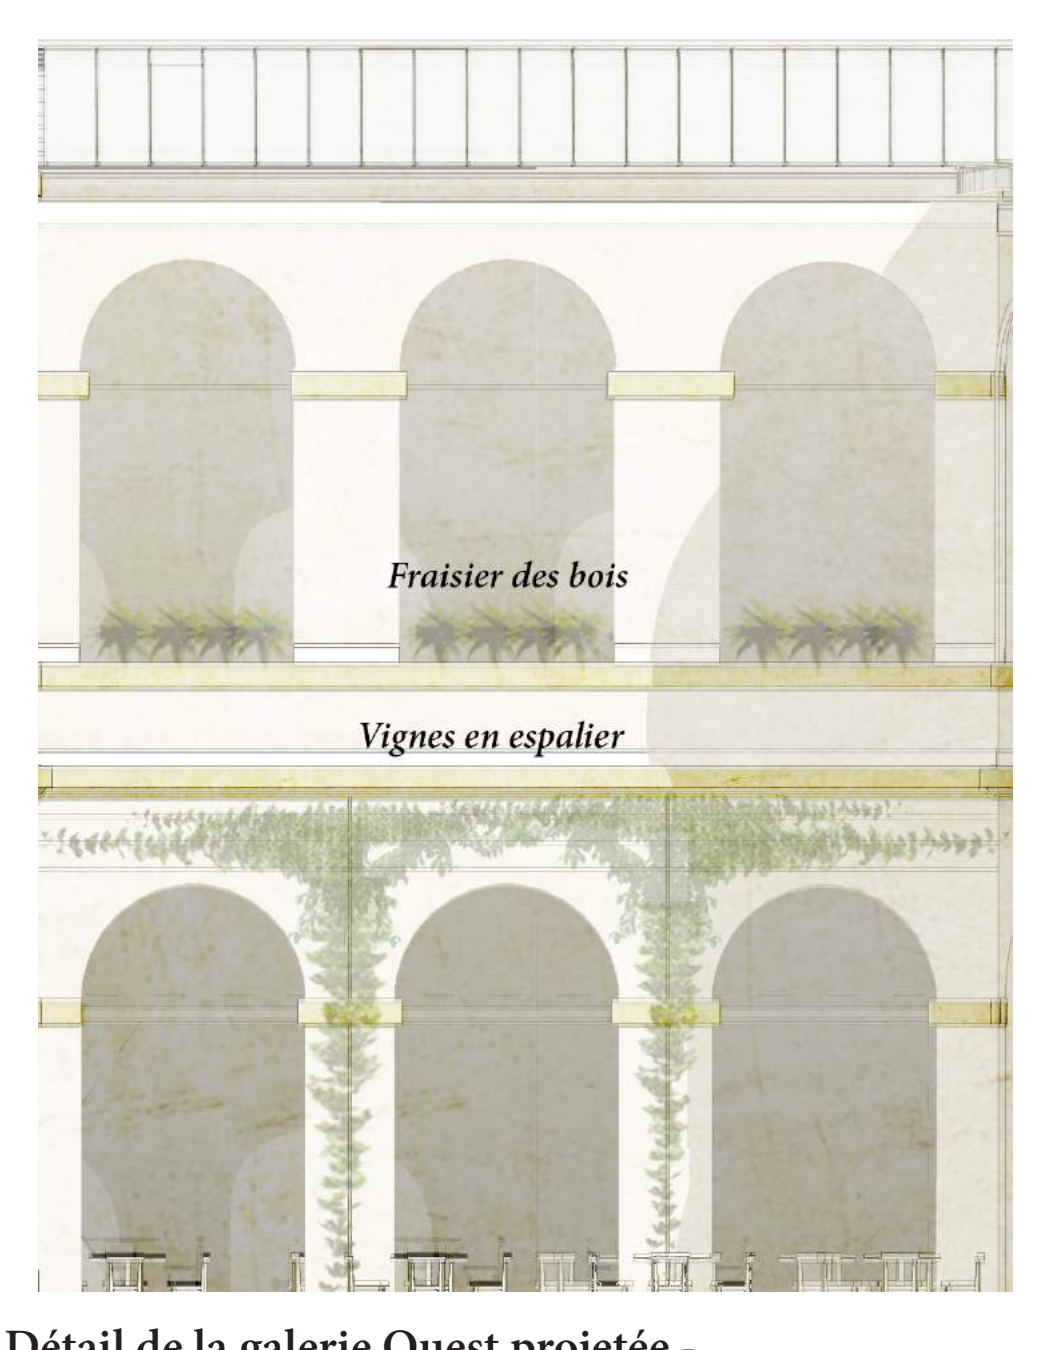 Fraisier des bois
Vignes en espalier
Détail de la galerie Ouest projetée -